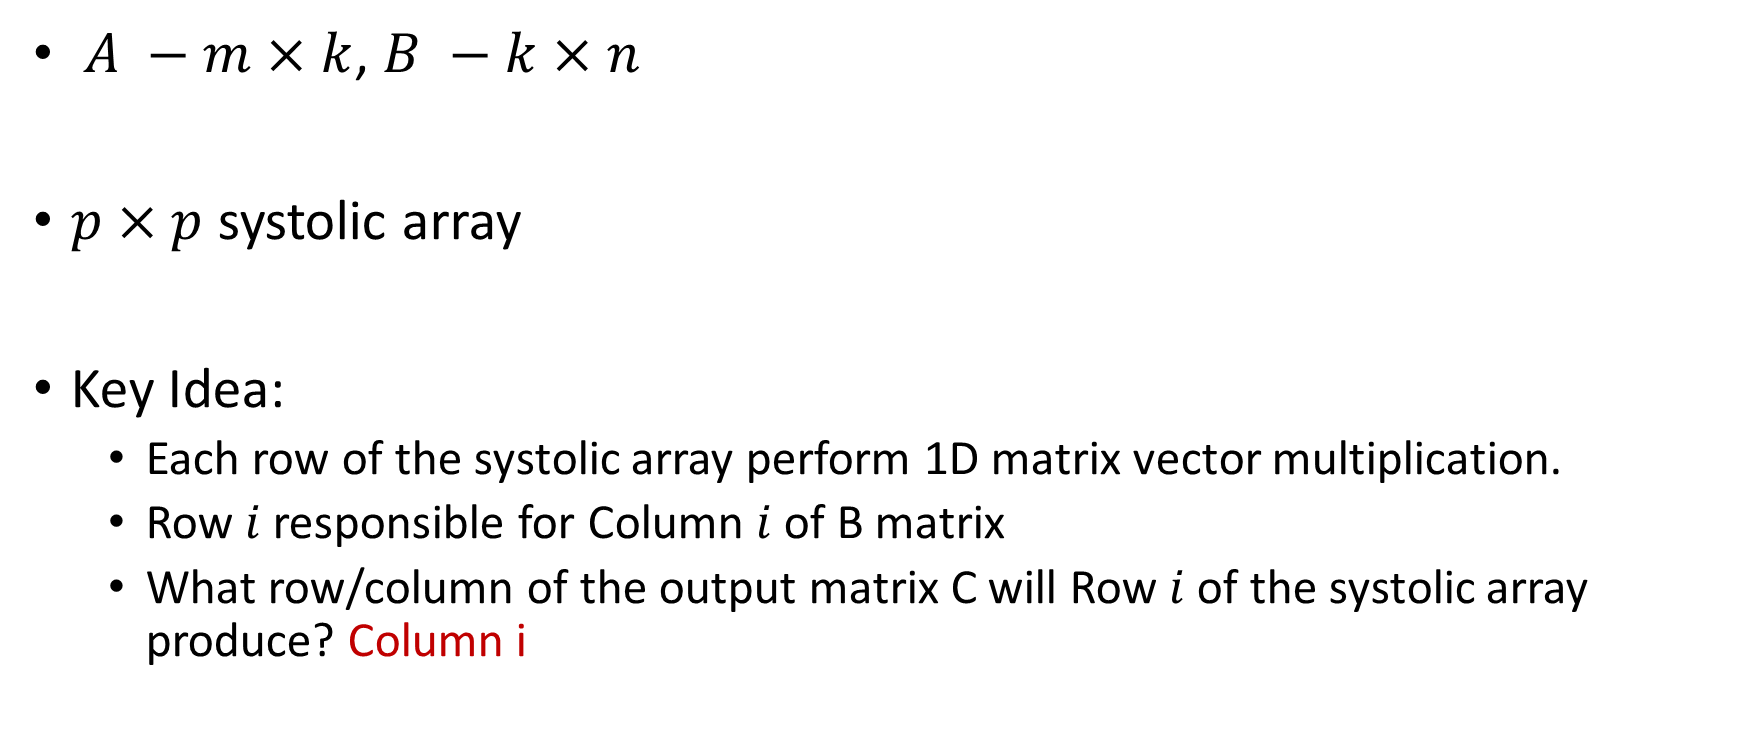 • A − m × k, B − k × n
• p × p systolic array
• Key Idea:
• Each row of the systolic array perform 1D matrix vector multiplication.
• Row i responsible for Column i of B matrix
• What row/column of the output matrix C will Row i of the systolic array
produce? Column i